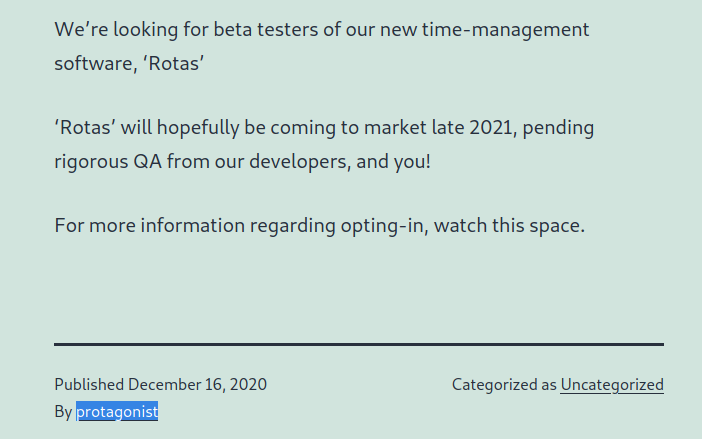 We’re looking for beta testers of our new time-management
software, ‘Rotas’
‘Rotas’ will hopefully be coming to market late 2021, pending
rigorous QA from our developers, and you!
For more information regarding opting-in, watch this space.
Published December 16, 2020
Categorized as Uncategorized
By protagonist